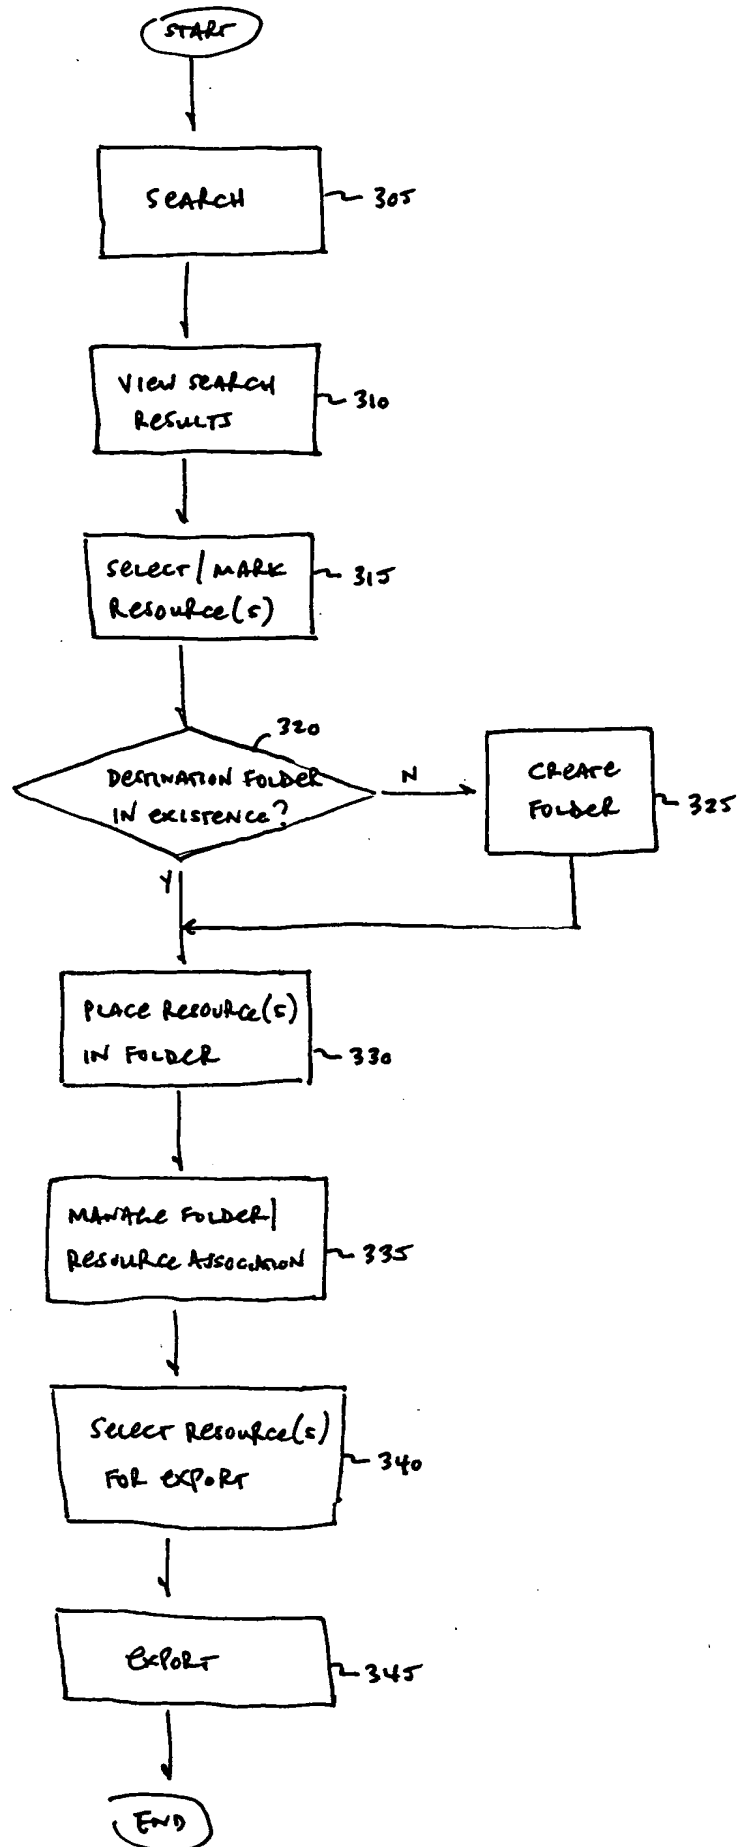 START
SEARCH
305
VIEW SEARCH
RESULTS
310
SELECT/MARK
RESOURCE(S)
315
320
DESTINATION FOLDER
IN EXISTENCE?
N
CREATE
FOLDER
325
Y
PLACE RESOURCE(S)
IN FOLDER
330
MANAGE FOLDER/
RESOURCE ASSOCIATION
335
SELECT RESOURCE(S)
FOR EXPORT
340
EXPORT
345
END